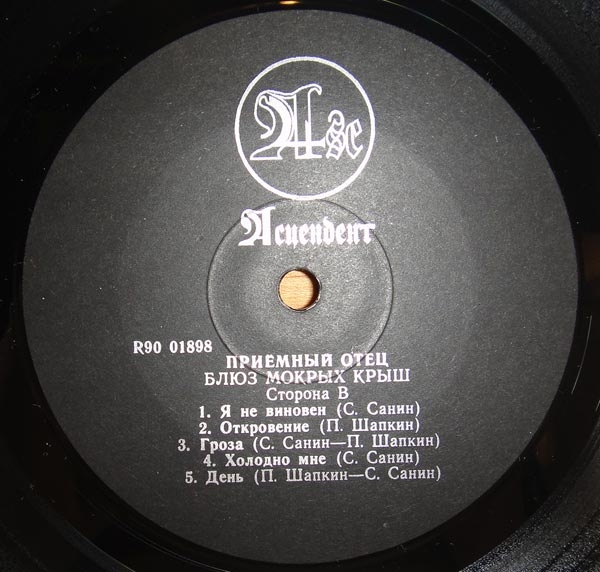 Asc
Асцендент
R90 01898
ПРИЕМНЫЙ ОТЕЦ
БЛЮЗ МОКРЫХ КРЫШ
Сторона В
1. Я не виновен (С. Санин)
2. Откровение (П. Шапкин)
3. Гроза (С. Санин—П. Шапкин)
4. Холодно мне (С. Санин)
5. День (П. Шапкин—С. Санин)